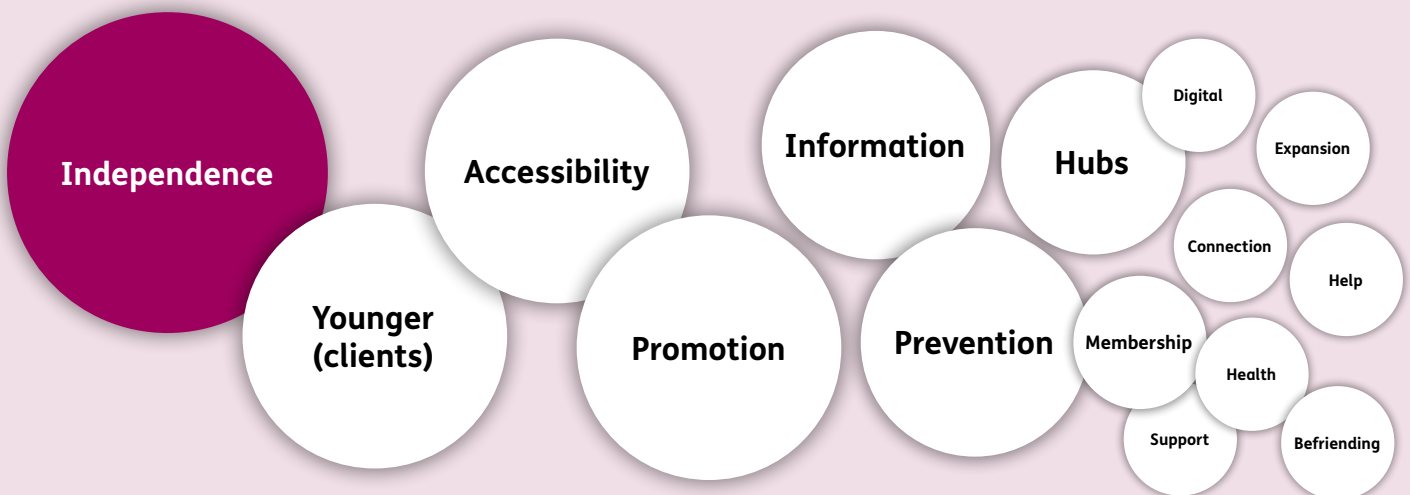 Independence
Younger
(clients)
Accessibility
Promotion
Information
Prevention
Hubs
Digital
Expansion
Connection
Help
Membership
Health
Support
Befriending